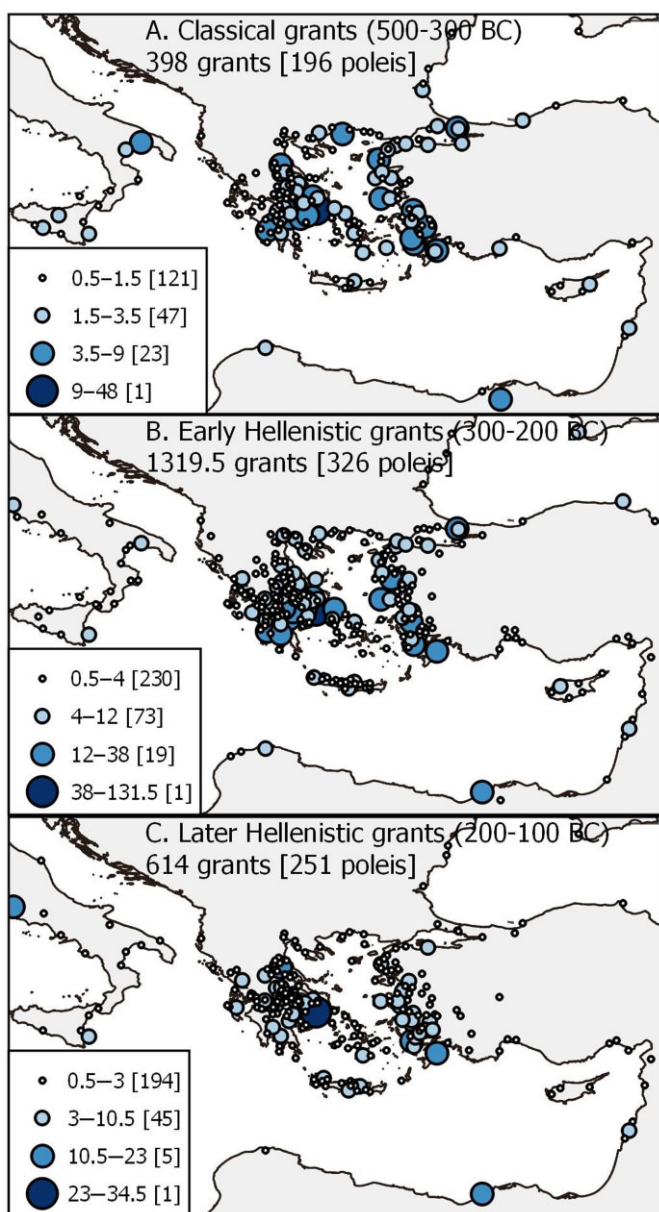 A. Classical grants (500-300 BC)
398 grants [196 poleis]
0.5–1.5 [121]
1.5–3.5 [47]
3.5–9 [23]
9–48 [1]
B. Early Hellenistic grants (300-200 BC)
1319.5 grants [326 poleis]
0.5–4 [230]
4–12 [73]
12–38 [19]
38–131.5 [1]
C. Later Hellenistic grants (200-100 BC)
614 grants [251 poleis]
0.5–3 [194]
3–10.5 [45]
10.5–23 [5]
23–34.5 [1]